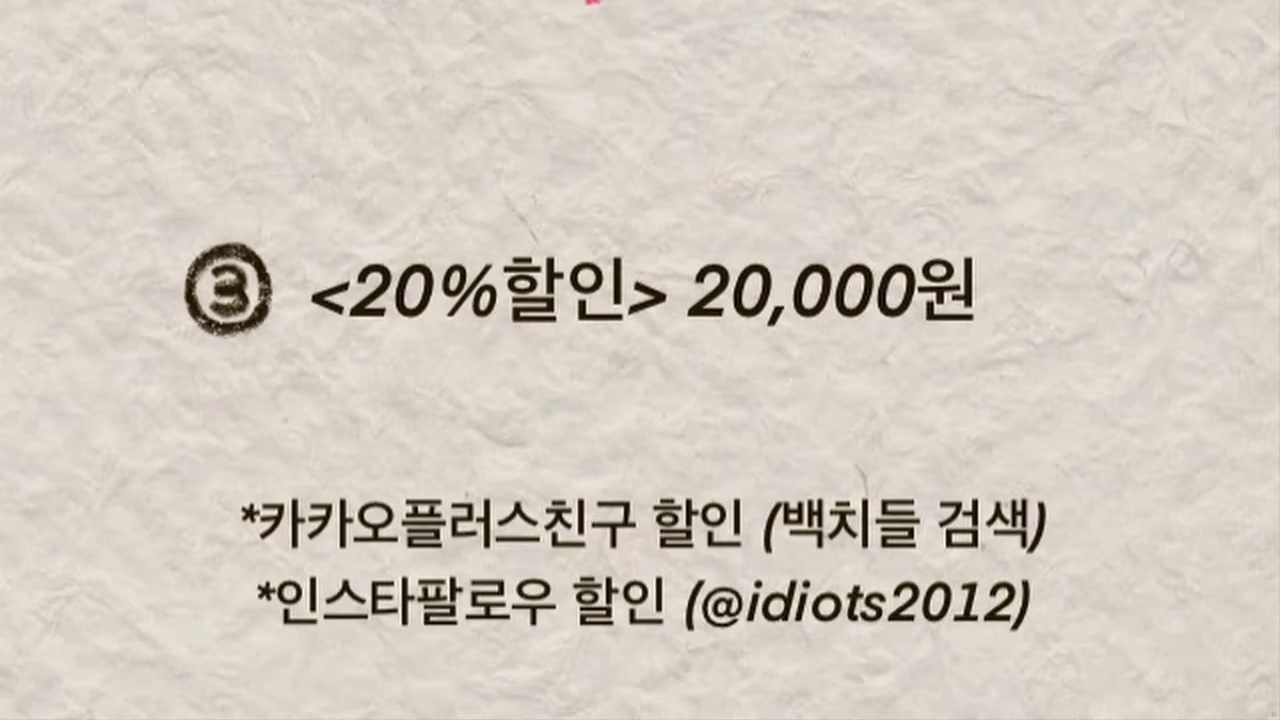 ③ <20%할인> 20,000원
*카카오플러스친구 할인 (백치들 검색)
*인스타팔로우 할인 (@idiots2012)